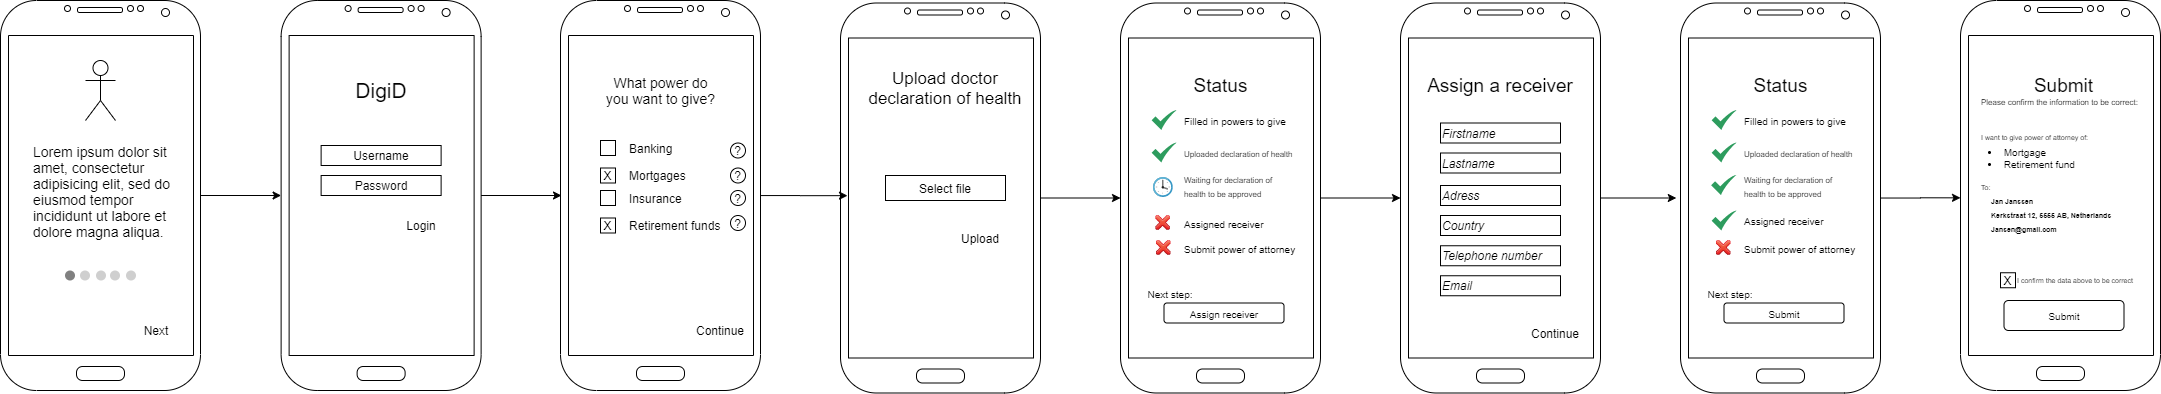 Lorem ipsum dolor sit
amet, consectetur
adipisicing elit, sed do
eiusmod tempor
incididunt ut labore et
dolore magna aliqua.
Next
DigiD
Username
Password
Login
What power do
you want to give?
Banking
?
X
Mortgages
?
Insurance
?
X
Retirement funds
?
Continue
Upload doctor
declaration of health
Select file
Upload
Status
Filled in powers to give
Uploaded declaration of health
Waiting for declaration of
health to be approved
Assigned receiver
Submit power of attorney
Next step:
Assign receiver
Assign a receiver
Firstname
Lastname
Adress
Country
Telephone number
Email
Continue
Status
Filled in powers to give
Uploaded declaration of health
Waiting for declaration of
health to be approved
Assigned receiver
Submit power of attorney
Next step:
Submit
Submit
Please confirm the information to be correct:
I want to give power of attorney of:
Mortgage
Retirement fund
To:
Jan Janssen
Kerkstraat 12, 5555 AB, Netherlands
Jansen@gmail.com
X
I confirm the data above to be correct
Submit